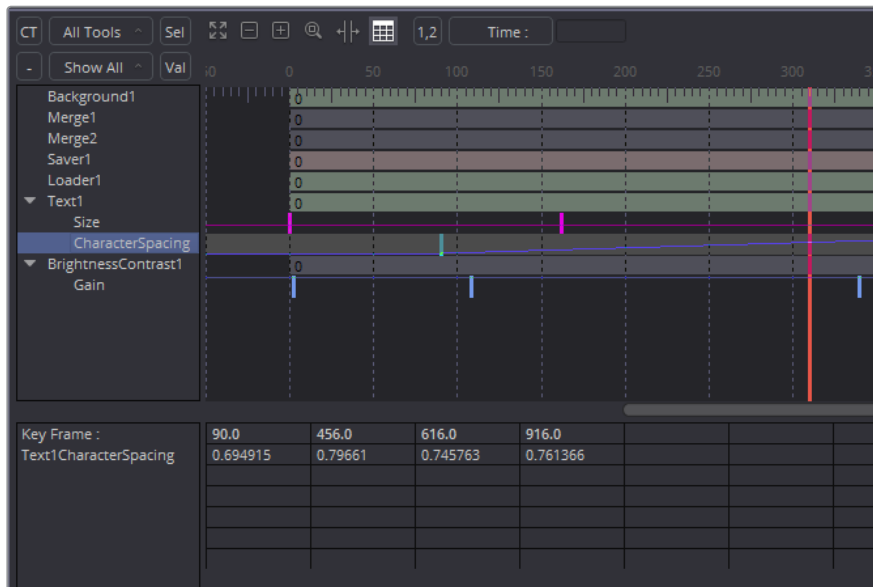 CT All Tools Sel 1,2 Time :
- Show All Val
0 50 100 150 200 250 300
Background1 0
Merge1 0
Merge2 0
Saver1 0
Loader1 0
Text1 0
Size
CharacterSpacing
BrightnessContrast1 0
Gain
Key Frame : 90.0 456.0 616.0 916.0
Text1CharacterSpacing 0.694915 0.79661 0.745763 0.761366